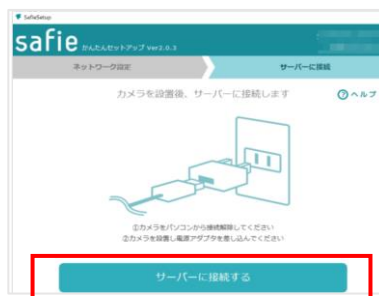 SafieSetup
safie かんたんセットアップ Ver2.0.3
ネットワーク設定
サーバーに接続
カメラを設置後、サーバーに接続します
ヘルプ
①カメラをパソコンから接続解除してください
②カメラを設置し電源アダプタを差し込んでください
サーバーに接続する